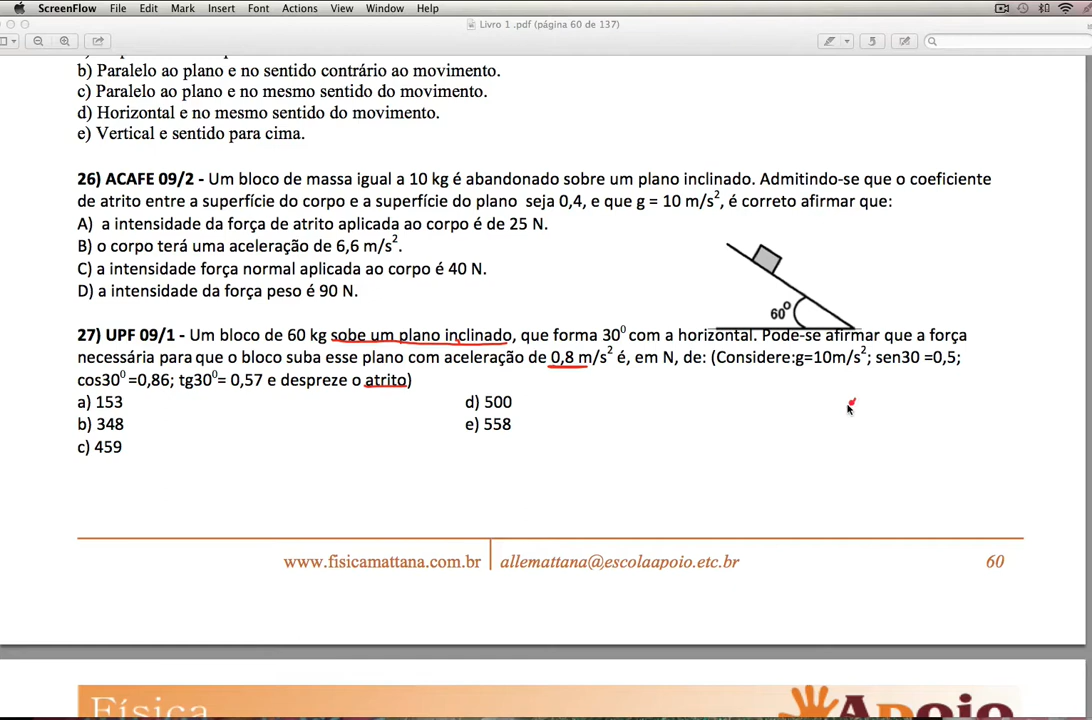 ScreenFlow File Edit Mark Insert Font Actions View Window Help
Livro 1 .pdf (página 60 de 137)
b) Paralelo ao plano e no sentido contrário ao movimento.
c) Paralelo ao plano e no mesmo sentido do movimento.
d) Horizontal e no mesmo sentido do movimento.
e) Vertical e sentido para cima.
26) ACAFE 09/2 - Um bloco de massa igual a 10 kg é abandonado sobre um plano inclinado. Admitindo-se que o coeficiente
de atrito entre a superfície do corpo e a superfície do plano seja 0,4, e que g = 10 m/s², é correto afirmar que:
A) a intensidade da força de atrito aplicada ao corpo é de 25 N.
B) o corpo terá uma aceleração de 6,6 m/s².
C) a intensidade força normal aplicada ao corpo é 40 N.
D) a intensidade da força peso é 90 N.
60⁰
27) UPF 09/1 - Um bloco de 60 kg sobe um plano inclinado, que forma 30⁰ com a horizontal. Pode-se afirmar que a força
necessária para que o bloco suba esse plano com aceleração de 0,8 m/s² é, em N, de: (Considere:g=10m/s²; sen30 =0,5;
cos30⁰ =0,86; tg30⁰= 0,57 e despreze o atrito)
a) 153 d) 500
b) 348 e) 558
c) 459
www.fisicamattana.com.br allemattana@escolaapoio.etc.br 60
Física Apoio